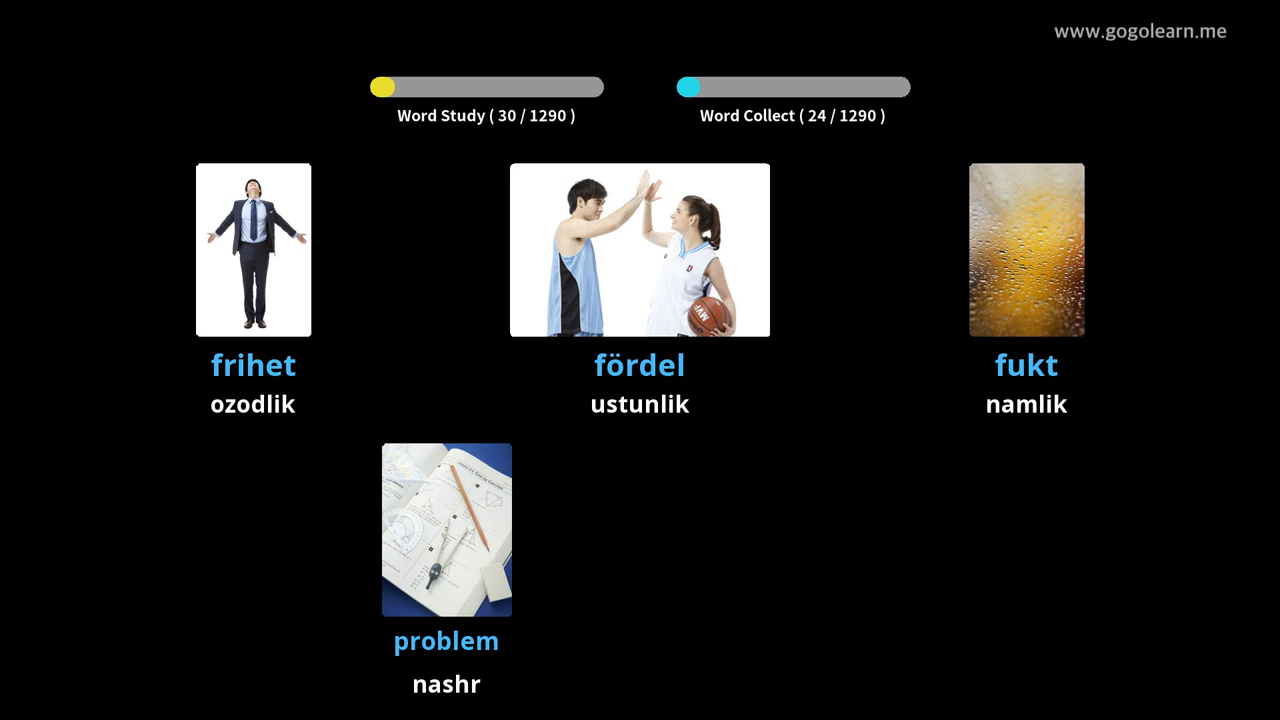 www.gogolearn.me
Word Study ( 30 / 1290 )
Word Collect ( 24 / 1290 )
MVP
frihet
fördel
fukt
ozodlik
ustunlik
namlik
problem
nashr